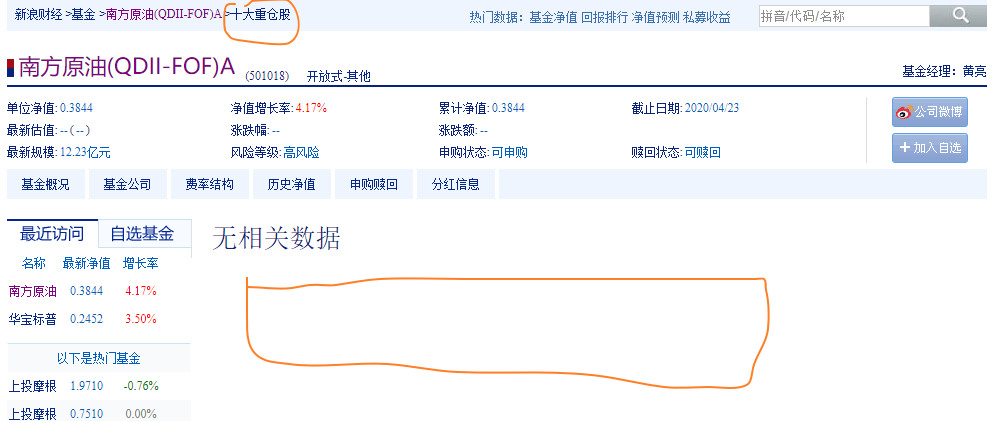 新浪财经 >基金 >南方原油(QDII-FOF)A >十大重仓股
热门数据：基金净值 回报排行 净值预测 私募收益
拼音/代码/名称
南方原油(QDII-FOF)A (501018) 开放式-其他
基金经理：黄亮
单位净值: 0.3844 净值增长率: 4.17% 累计净值: 0.3844 截止日期: 2020/04/23
最新估值: -- ( -- ) 涨跌幅: -- 涨跌额: --
最新规模: 12.23亿元 风险等级: 高风险 申购状态: 可申购 赎回状态: 可赎回
公司微博
+ 加入自选
基金概况 基金公司 费率结构 历史净值 申购赎回 分红信息
最近访问 自选基金
名称 最新净值 增长率
南方原油 0.3844 4.17%
华宝标普 0.2452 3.50%
以下是热门基金
上投摩根 1.9710 -0.76%
上投摩根 0.7510 0.00%
无相关数据